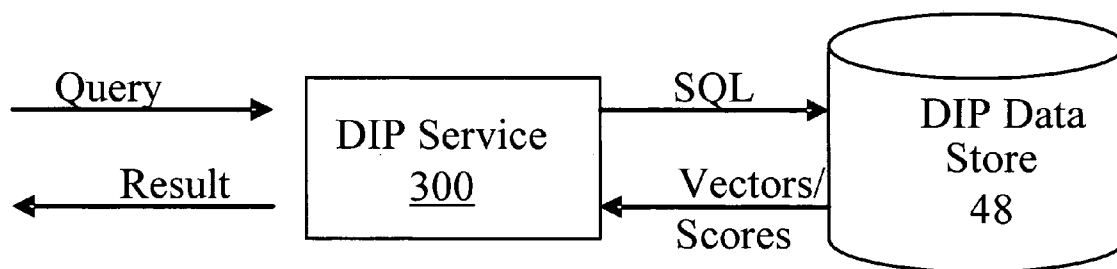 Query
Result
DIP Service
300
SQL
Vectors/
Scores
DIP Data
Store
48